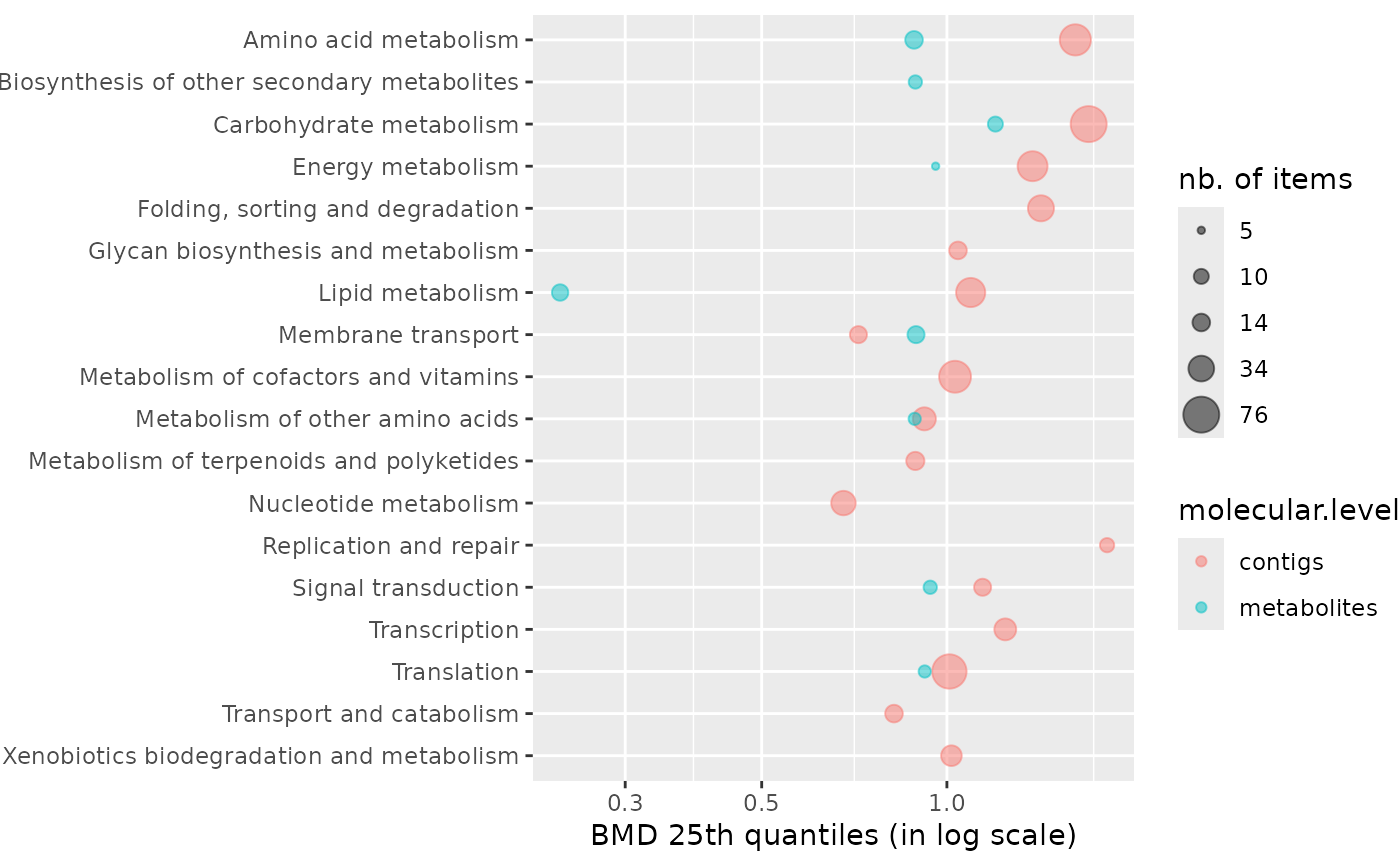 Amino acid metabolism
Biosynthesis of other secondary metabolites
Carbohydrate metabolism
Energy metabolism
Folding, sorting and degradation
Glycan biosynthesis and metabolism
Lipid metabolism
Membrane transport
Metabolism of cofactors and vitamins
Metabolism of other amino acids
Metabolism of terpenoids and polyketides
Nucleotide metabolism
Replication and repair
Signal transduction
Transcription
Translation
Transport and catabolism
Xenobiotics biodegradation and metabolism
0.3 0.5 1.0
BMD 25th quantiles (in log scale)
nb. of items
5
10
14
34
76
molecular.level
contigs
metabolites